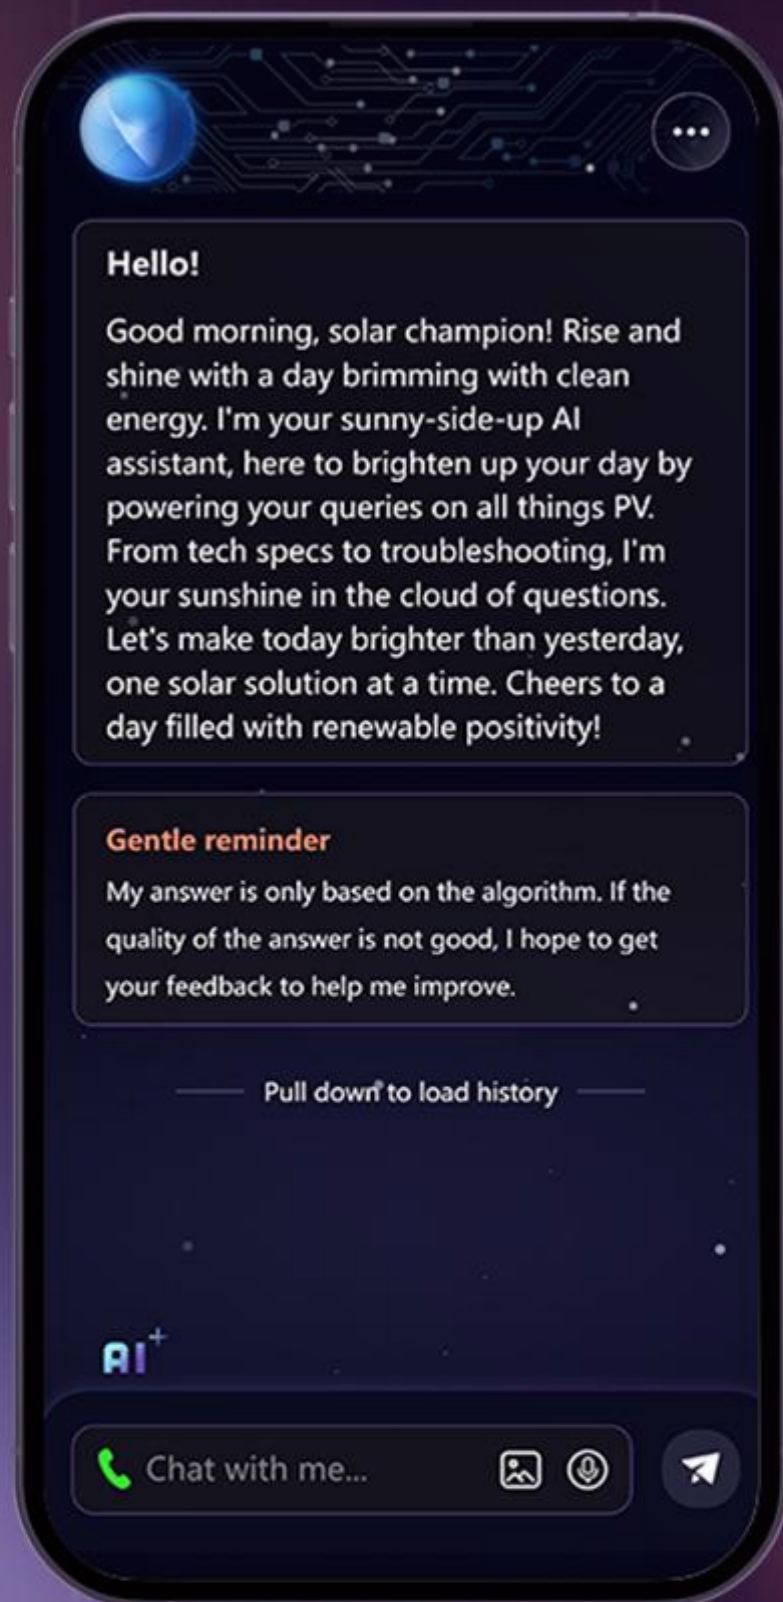 Hello!
Good morning, solar champion! Rise and
shine with a day brimming with clean
energy. I'm your sunny-side-up AI
assistant, here to brighten up your day by
powering your queries on all things PV.
From tech specs to troubleshooting, I'm
your sunshine in the cloud of questions.
Let's make today brighter than yesterday,
one solar solution at a time. Cheers to a
day filled with renewable positivity!
Gentle reminder
My answer is only based on the algorithm. If the
quality of the answer is not good, I hope to get
your feedback to help me improve.
Pull down to load history
AI+
Chat with me...